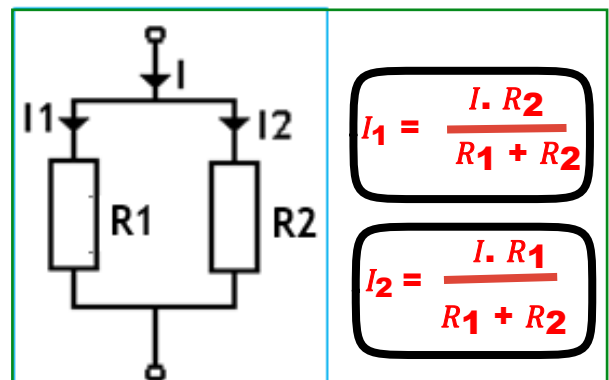 I
I1
I2
R1
R2
I1 = I. R2
R1 + R2
I2 = I. R1
R1 + R2